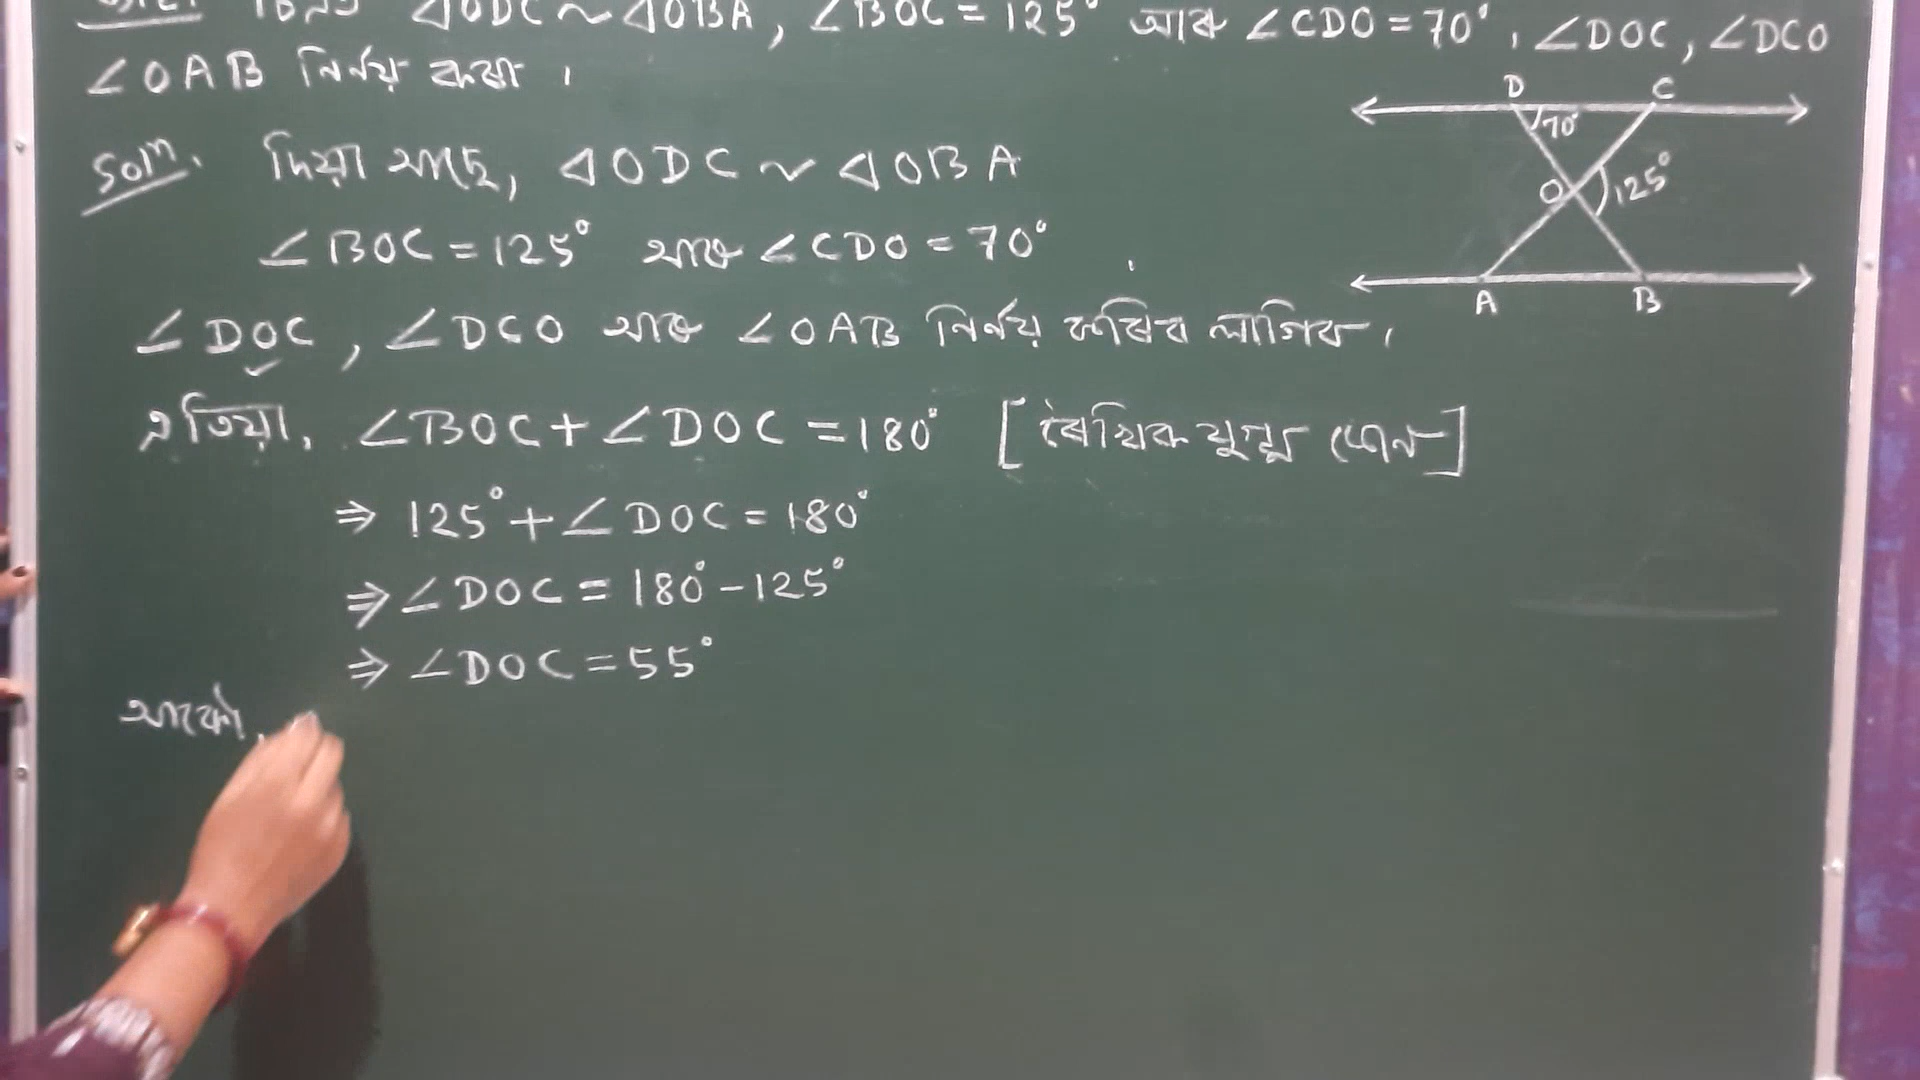 চিত্ৰত △ODC ~ △OBA, ∠BOC = 125° আৰু ∠CDO = 70°, ∠DOC, ∠DCO
∠OAB নিৰ্ণয় কৰা ।
D C
70°
O 125°
A B
Solⁿ. দিয়া আছে, △ODC ~ △OBA
∠BOC = 125° আৰু ∠CDO = 70°
∠DOC, ∠DCO আৰু ∠OAB নিৰ্ণয় কৰিব লাগিব ।
এতিয়া, ∠BOC + ∠DOC = 180° [ৰৈখিক যুগ্ম কোণ]
⇒ 125° + ∠DOC = 180°
⇒ ∠DOC = 180° - 125°
⇒ ∠DOC = 55°
আকৌ,